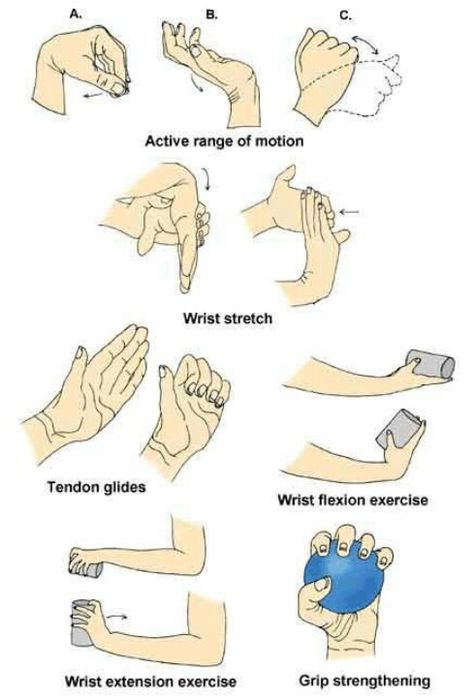 A. B. C.
Active range of motion
Wrist stretch
Tendon glides
Wrist flexion exercise
Wrist extension exercise
Grip strengthening